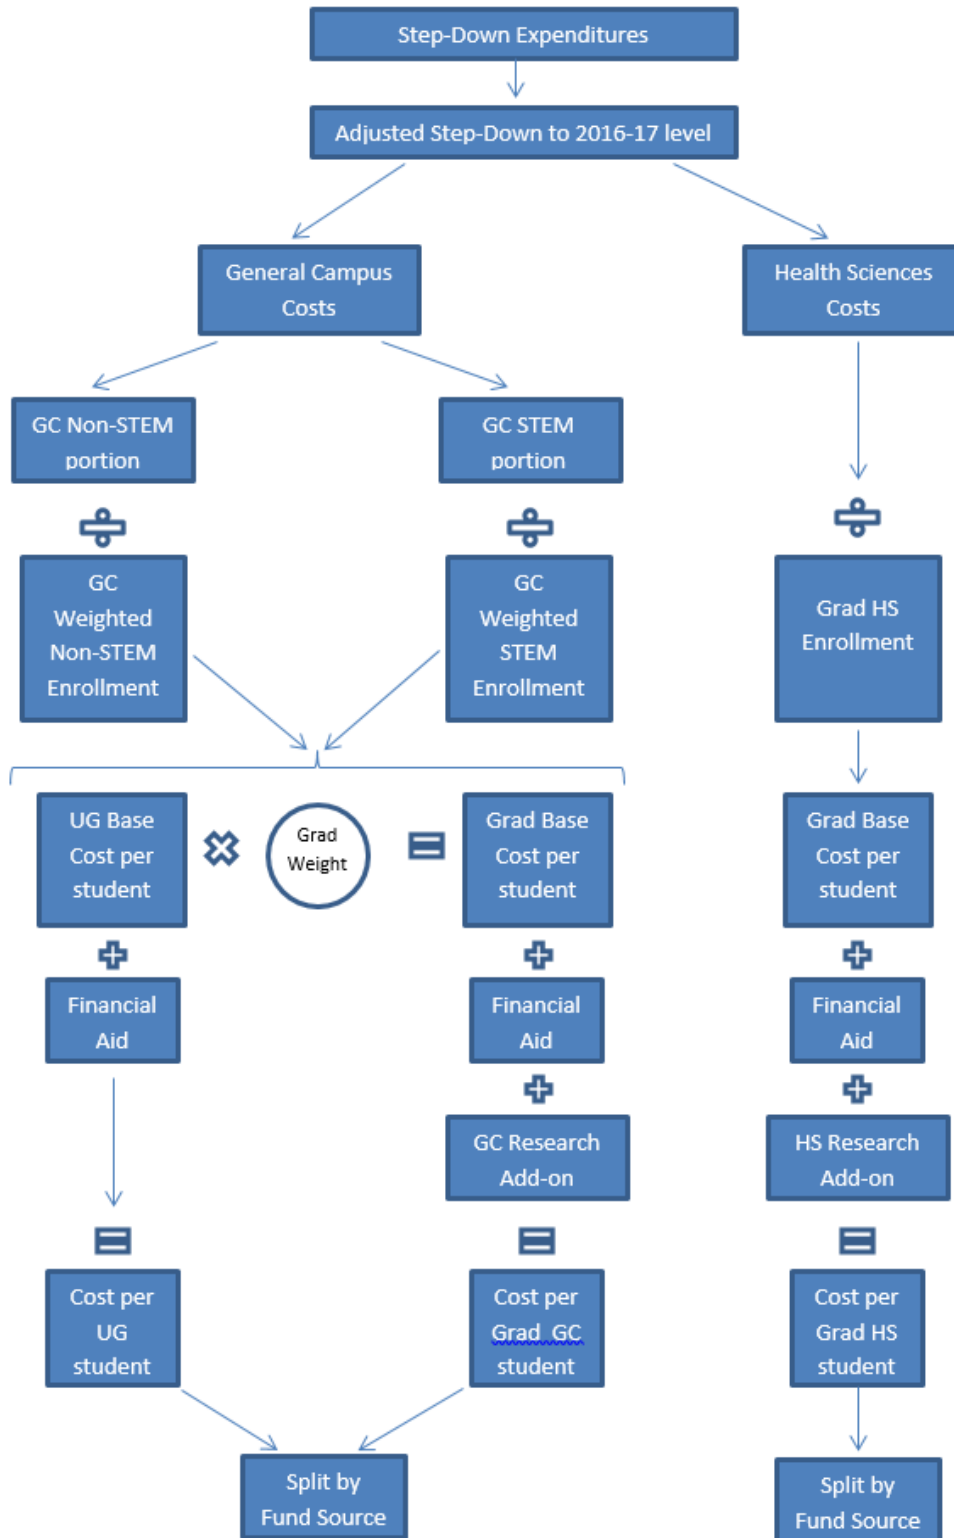 Step-Down Expenditures
Adjusted Step-Down to 2016-17 level
General Campus
Costs
Health Sciences
Costs
GC Non-STEM
portion
GC STEM
portion
GC
Weighted
Non-STEM
Enrollment
GC
Weighted
STEM
Enrollment
Grad HS
Enrollment
UG Base
Cost per
student
Grad
Weight
Grad Base
Cost per
student
Grad Base
Cost per
student
Financial
Aid
Financial
Aid
Financial
Aid
GC Research
Add-on
HS Research
Add-on
Cost per
UG
student
Cost per
Grad GC
student
Cost per
Grad HS
student
Split by
Fund Source
Split by
Fund Source